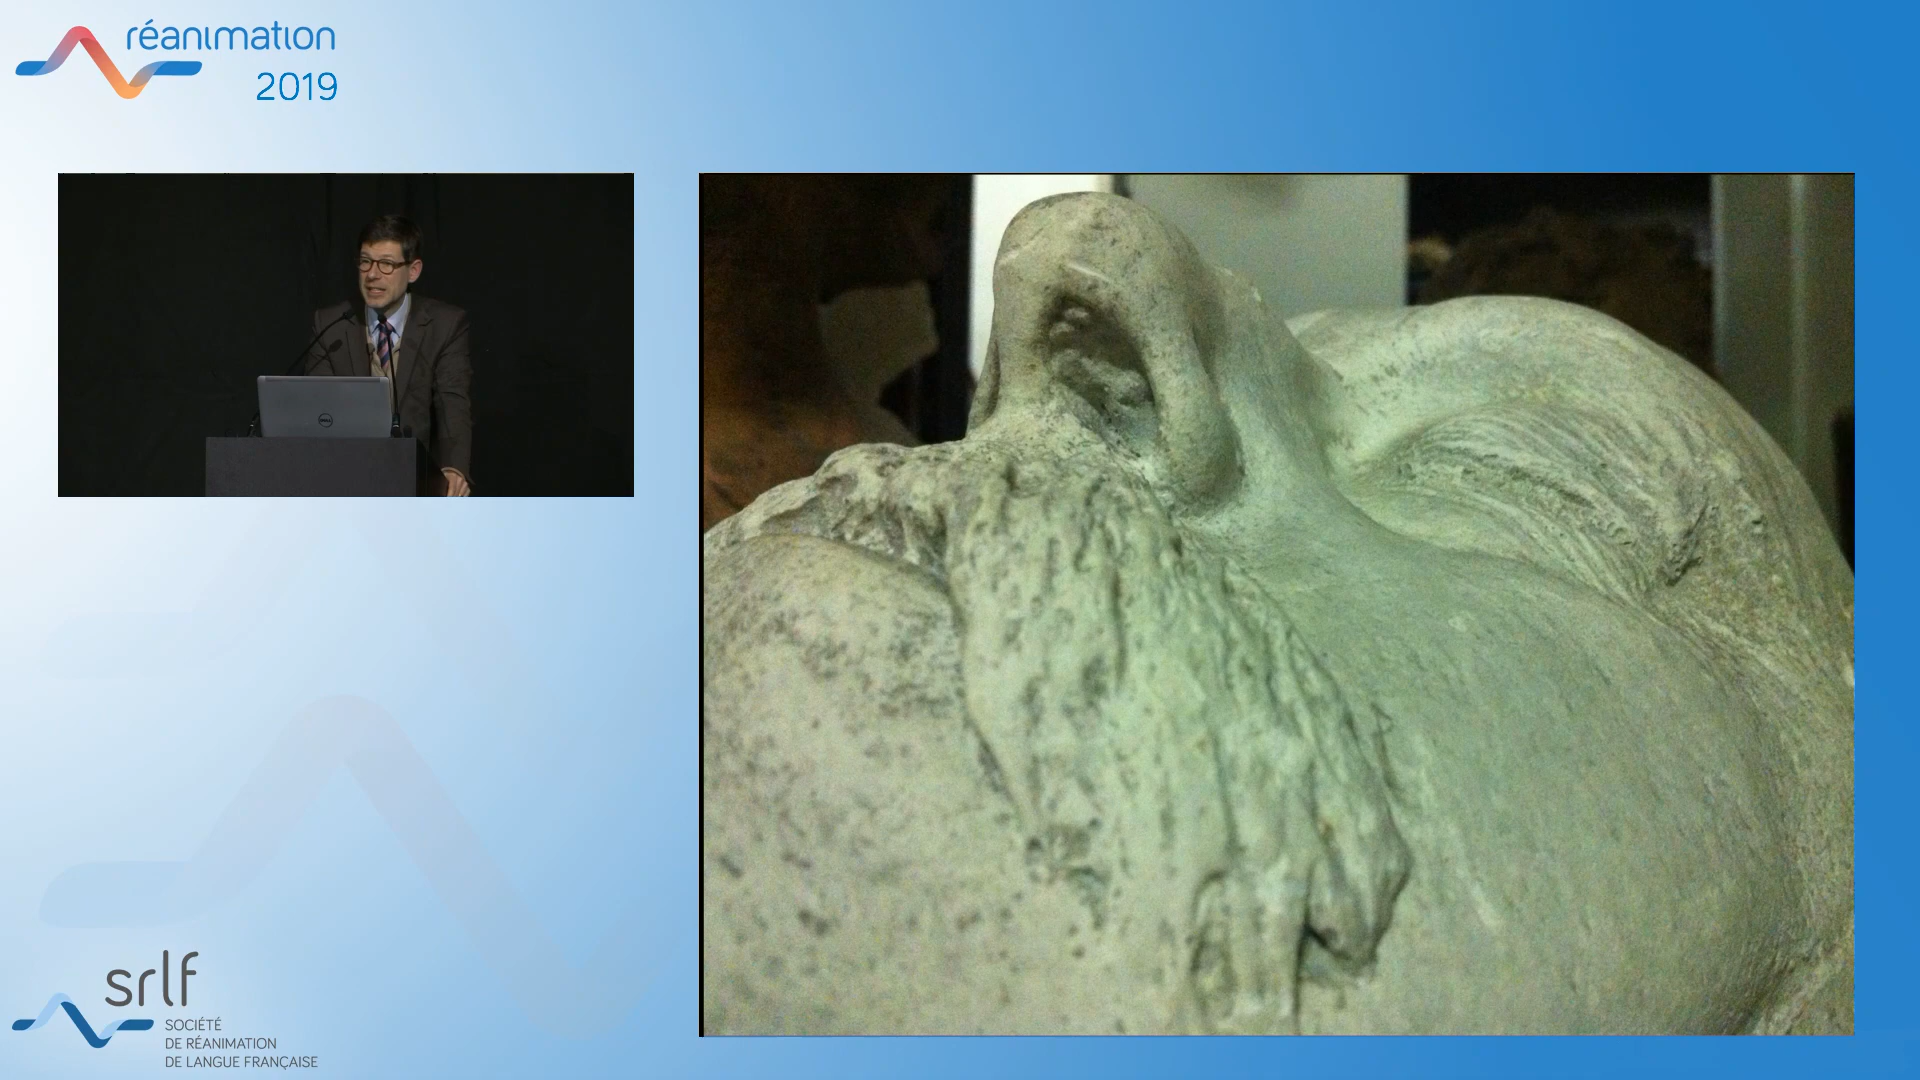 réanimation
2019
srlf
SOCIÉTÉ
DE RÉANIMATION
DE LANGUE FRANÇAISE